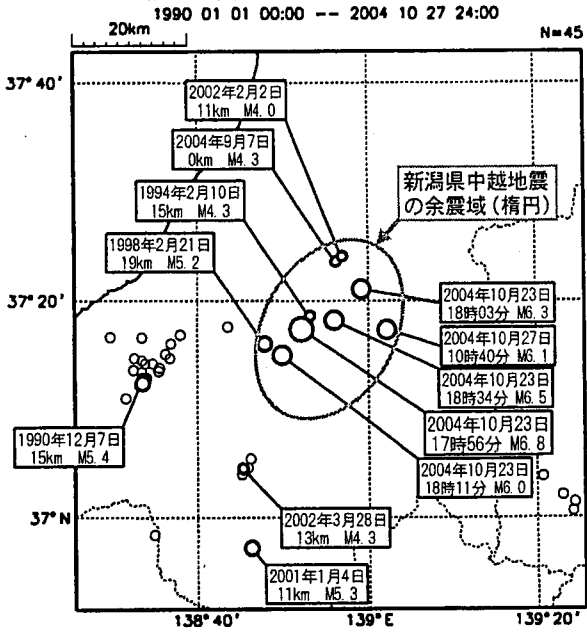 1990 01 01 00:00 -- 2004 10 27 24:00
20km
N=45
37°40'
2002年2月2日
11km M4.0
2004年9月7日
0km M4.3
1994年2月10日
15km M4.3
1998年2月21日
19km M5.2
新潟県中越地震
の余震域（楕円）
37°20'
2004年10月23日
18時03分 M6.3
2004年10月27日
10時40分 M6.1
2004年10月23日
18時34分 M6.5
2004年10月23日
17時56分 M6.8
2004年10月23日
18時11分 M6.0
1990年12月7日
15km M5.4
37°N
2002年3月28日
13km M4.3
2001年1月4日
11km M5.3
138°40'
139°E
139°20'